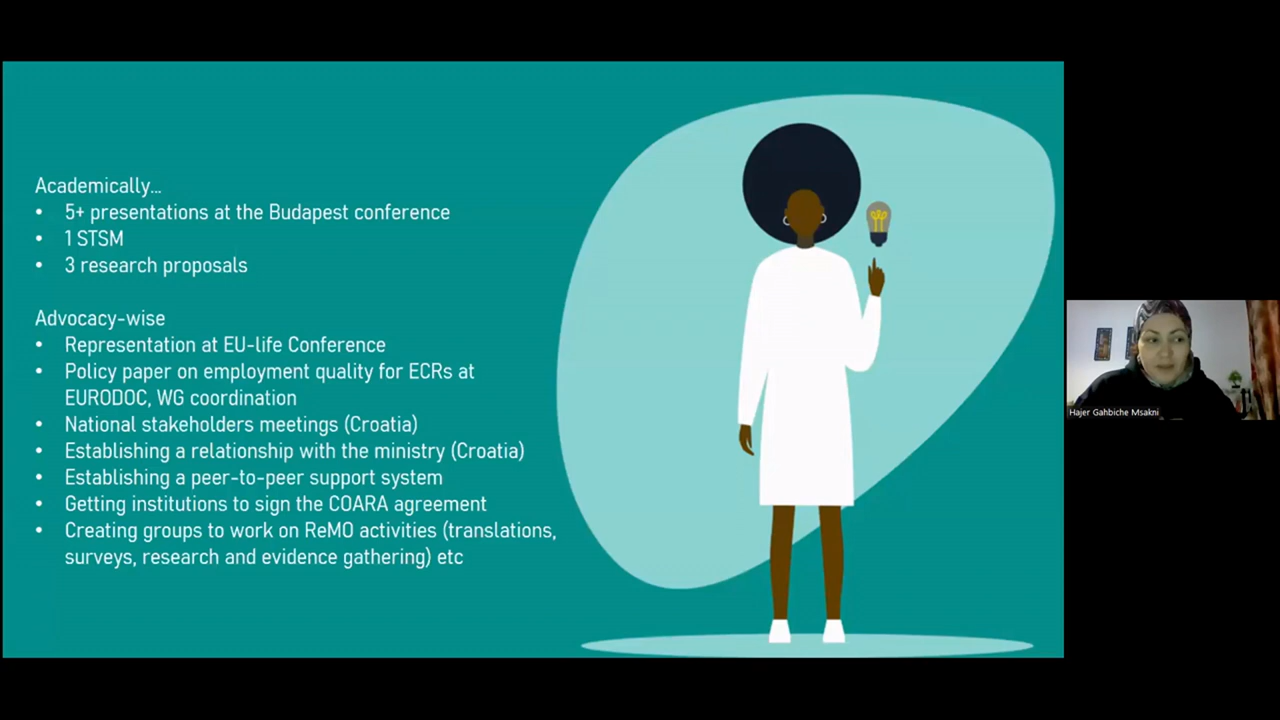 Academically...
• 5+ presentations at the Budapest conference
• 1 STSM
• 3 research proposals
Advocacy-wise
• Representation at EU-life Conference
• Policy paper on employment quality for ECRs at
EURODOC, WG coordination
• National stakeholders meetings (Croatia)
• Establishing a relationship with the ministry (Croatia)
• Establishing a peer-to-peer support system
• Getting institutions to sign the COARA agreement
• Creating groups to work on ReMO activities (translations,
surveys, research and evidence gathering) etc
Hajer Gahbiche Msakni